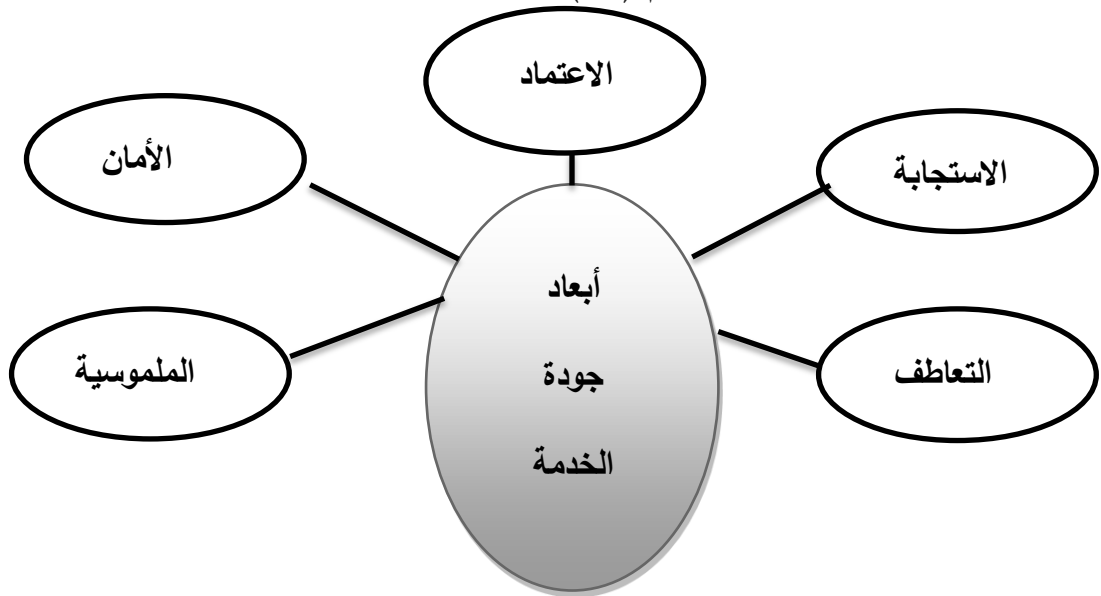 الاعتماد
الأمان
الاستجابة
أبعاد
جودة
الخدمة
الملموسية
التعاطف